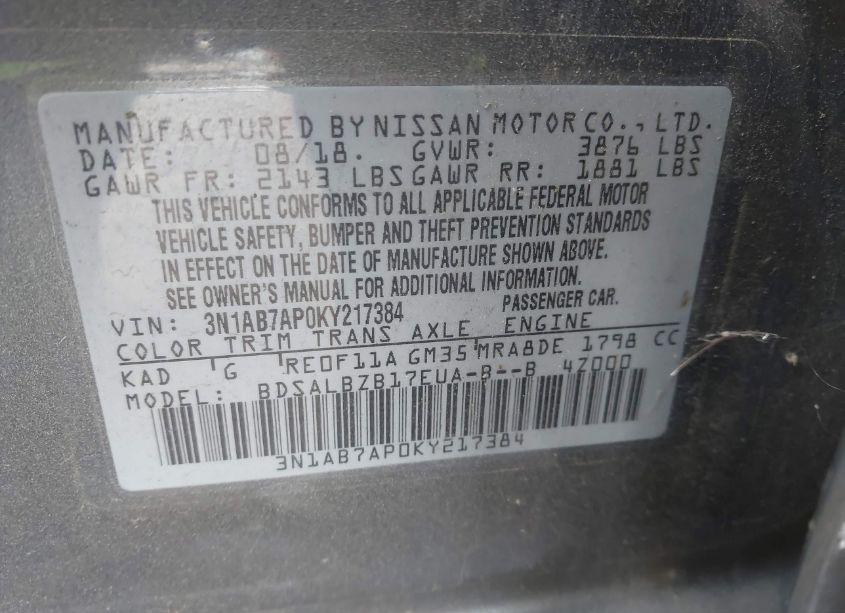 MANUFACTURED BY NISSAN MOTOR CO., LTD.
DATE: 08/18. GVWR: 3876 LBS
GAWR FR: 2143 LBS GAWR RR: 1881 LBS
THIS VEHICLE CONFORMS TO ALL APPLICABLE FEDERAL MOTOR
VEHICLE SAFETY, BUMPER AND THEFT PREVENTION STANDARDS
IN EFFECT ON THE DATE OF MANUFACTURE SHOWN ABOVE.
SEE OWNER'S MANUAL FOR ADDITIONAL INFORMATION.
VIN: 3N1AB7AP0KY217384 PASSENGER CAR.
COLOR TRIM TRANS AXLE ENGINE
KAD G RE0F11A GM35 MRA8DE 1798 CC
MODEL: BDSALBZB17EUA-B--B 4Z000
3N1AB7AP0KY217384